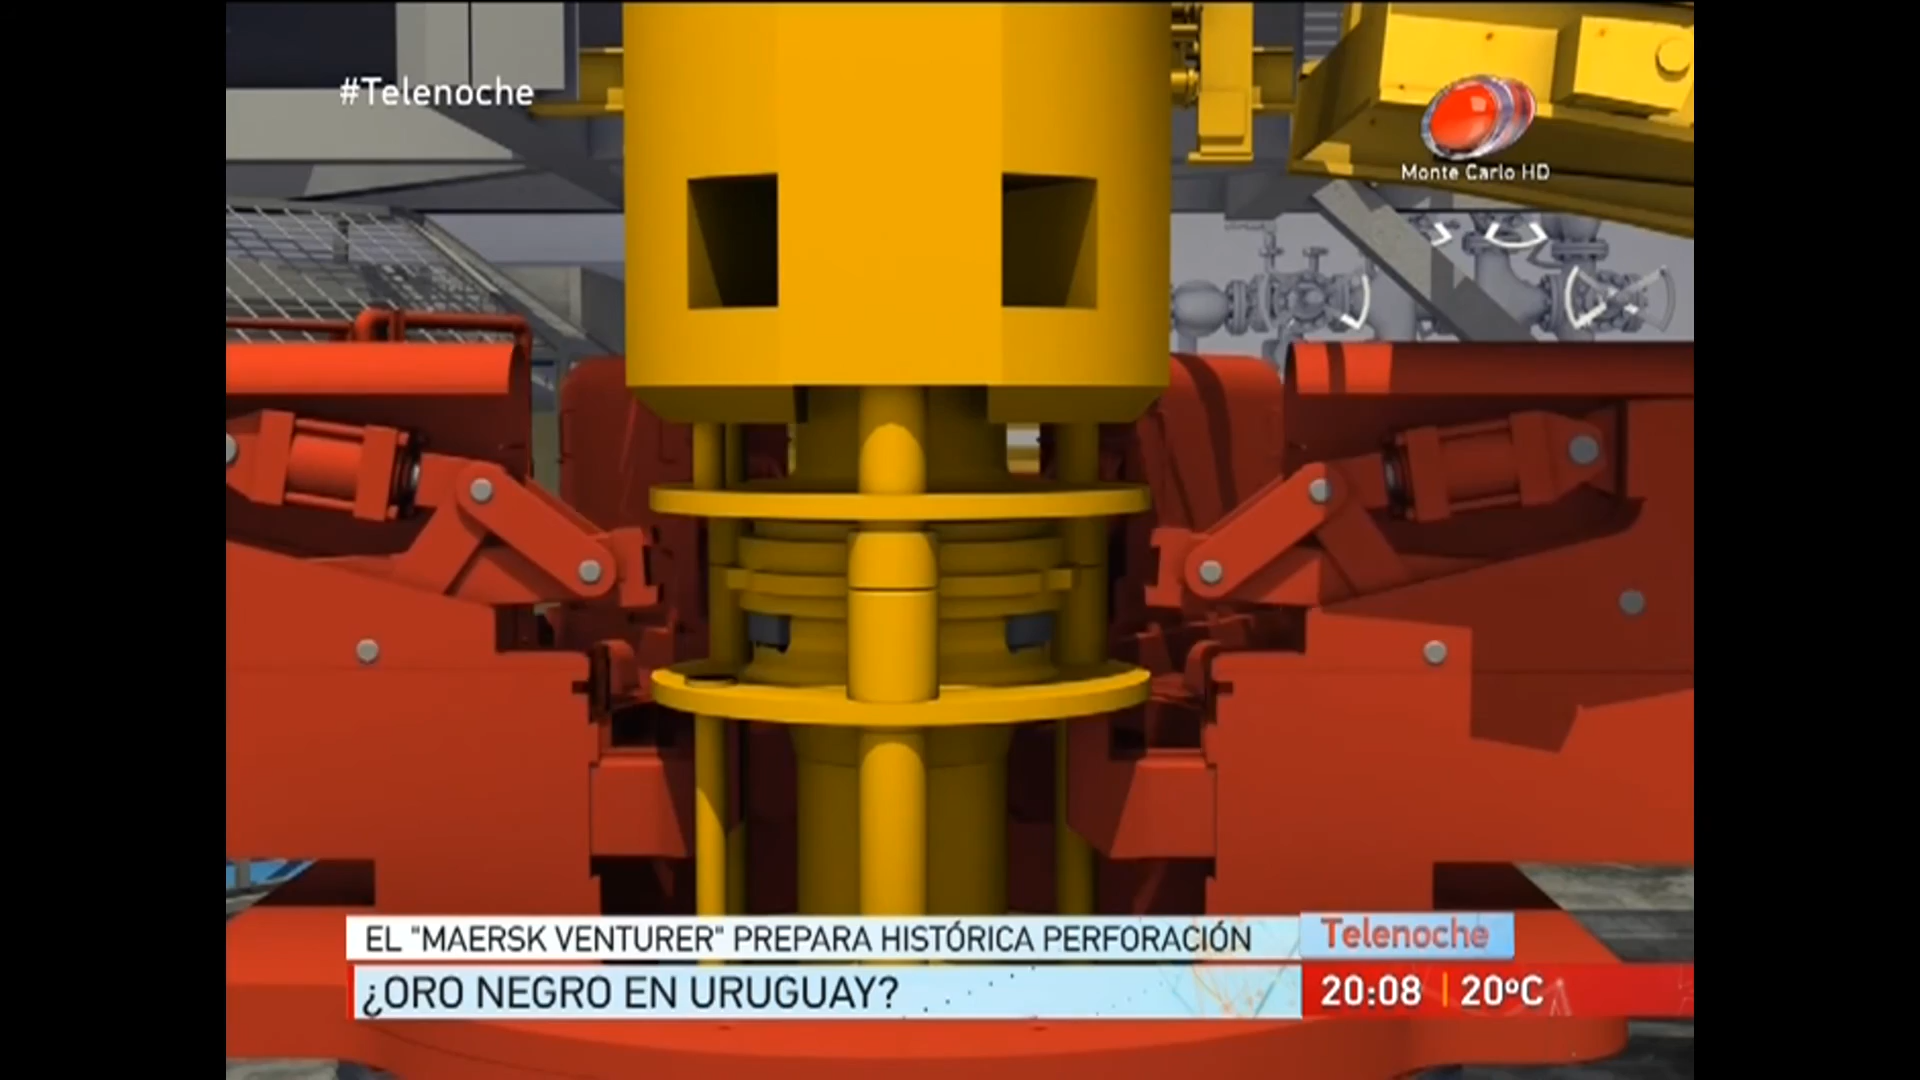 #Telenoche
Monte Carlo HD
EL "MAERSK VENTURER" PREPARA HISTÓRICA PERFORACIÓN
Telenoche
¿ORO NEGRO EN URUGUAY?
20:08 20ºC